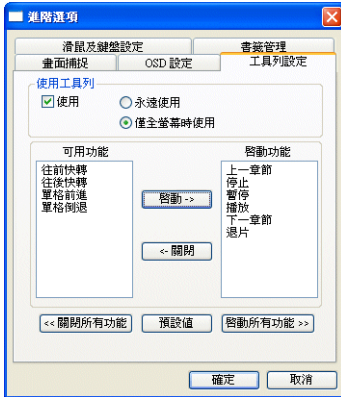 進階選項
滑鼠及鍵盤設定
書籤管理
畫面捕捉
OSD 設定
工具列設定
使用工具列
使用
永遠使用
僅全螢幕時使用
可用功能
往前快轉
往後快轉
單格前進
單格倒退
啓動 ->
<- 關閉
啓動功能
上一章節
停止
暫停
播放
下一章節
退片
<< 關閉所有功能
預設值
啓動所有功能 >>
確定
取消